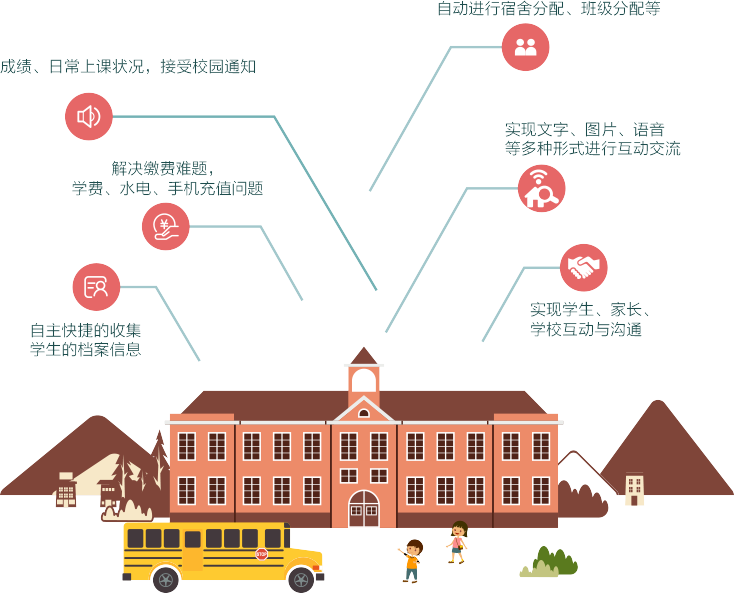 自动进行宿舍分配、班级分配等
成绩、日常上课状况，接受校园通知
实现文字、图片、语音
等多种形式进行互动交流
解决缴费难题，
学费、水电、手机充值问题
实现学生、家长、
学校互动与沟通
自主快捷的收集
学生的档案信息
STOP